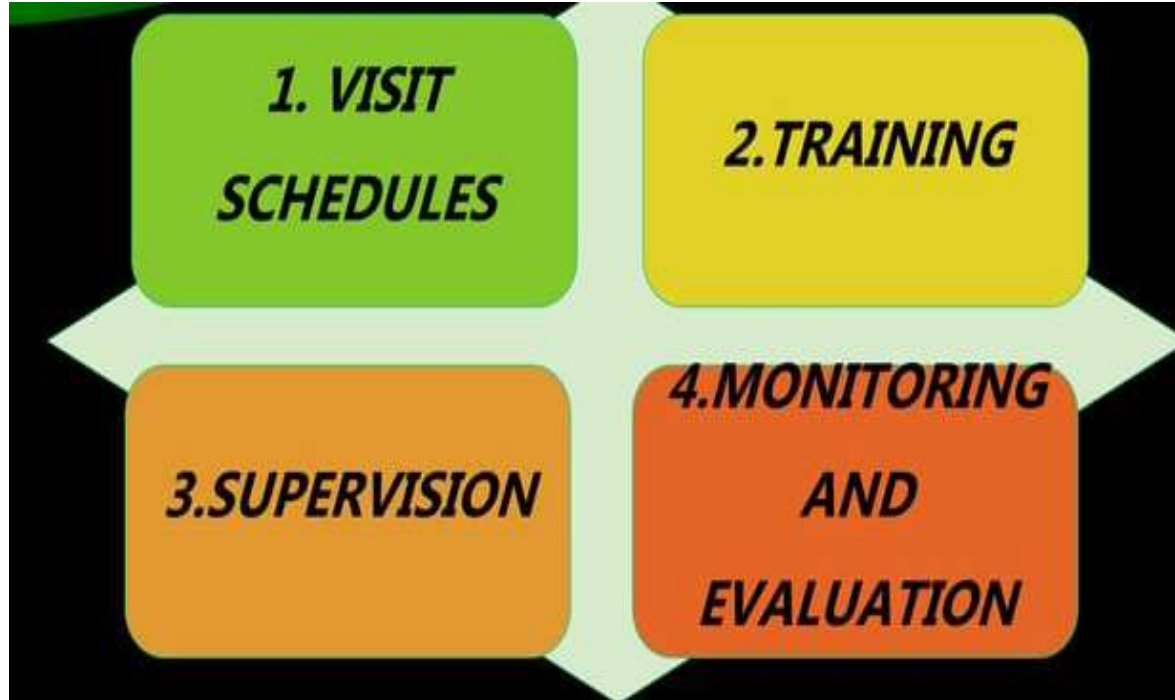 1. VISIT
SCHEDULES
2.TRAINING
3.SUPERVISION
4.MONITORING
AND
EVALUATION